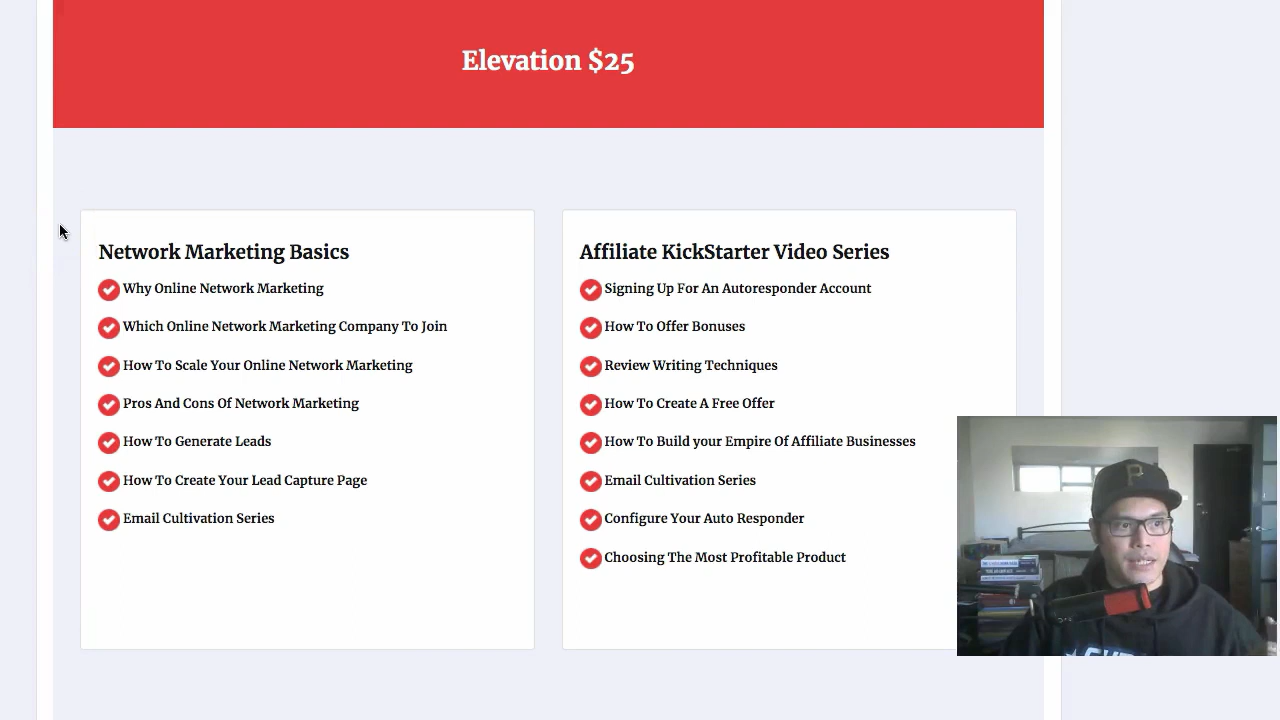 Elevation $25
Network Marketing Basics
Why Online Network Marketing
Which Online Network Marketing Company To Join
How To Scale Your Online Network Marketing
Pros And Cons Of Network Marketing
How To Generate Leads
How To Create Your Lead Capture Page
Email Cultivation Series
Affiliate KickStarter Video Series
Signing Up For An Autoresponder Account
How To Offer Bonuses
Review Writing Techniques
How To Create A Free Offer
How To Build your Empire Of Affiliate Businesses
Email Cultivation Series
Configure Your Auto Responder
Choosing The Most Profitable Product
P